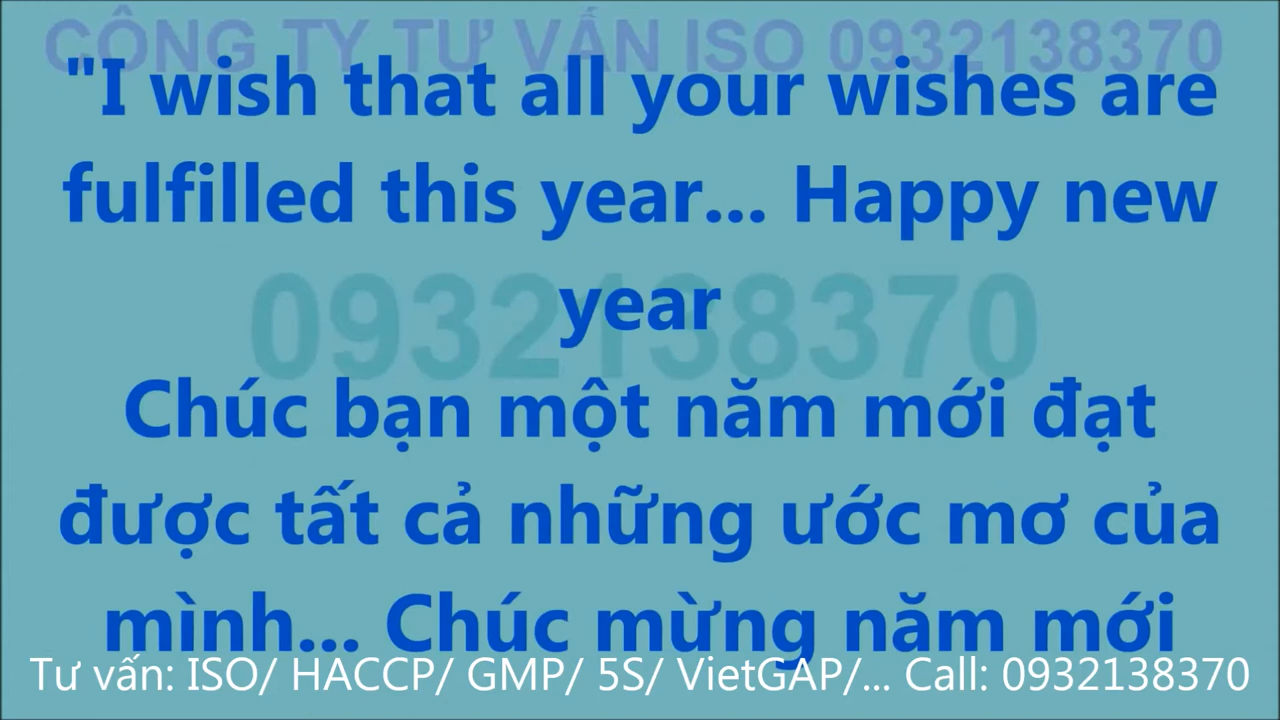 CÔNG TY TƯ VẤN ISO 0932138370
"I wish that all your wishes are
fulfilled this year... Happy new
year
0932138370
Chúc bạn một năm mới đạt
được tất cả những ước mơ của
mình... Chúc mừng năm mới
Tư vấn: ISO/ HACCP/ GMP/ 5S/ VietGAP/... Call: 0932138370